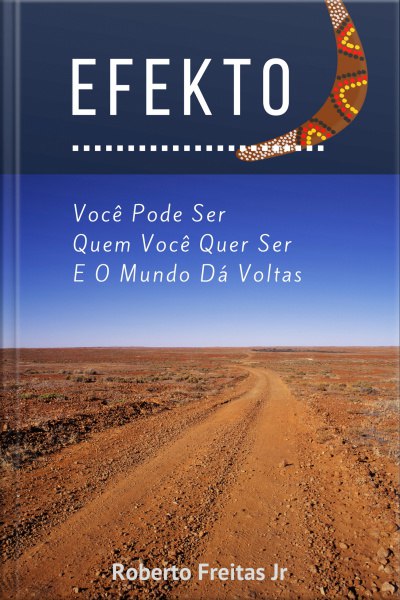 EFEKTO
Você Pode Ser
Quem Você Quer Ser
E O Mundo Dá Voltas
Roberto Freitas Jr